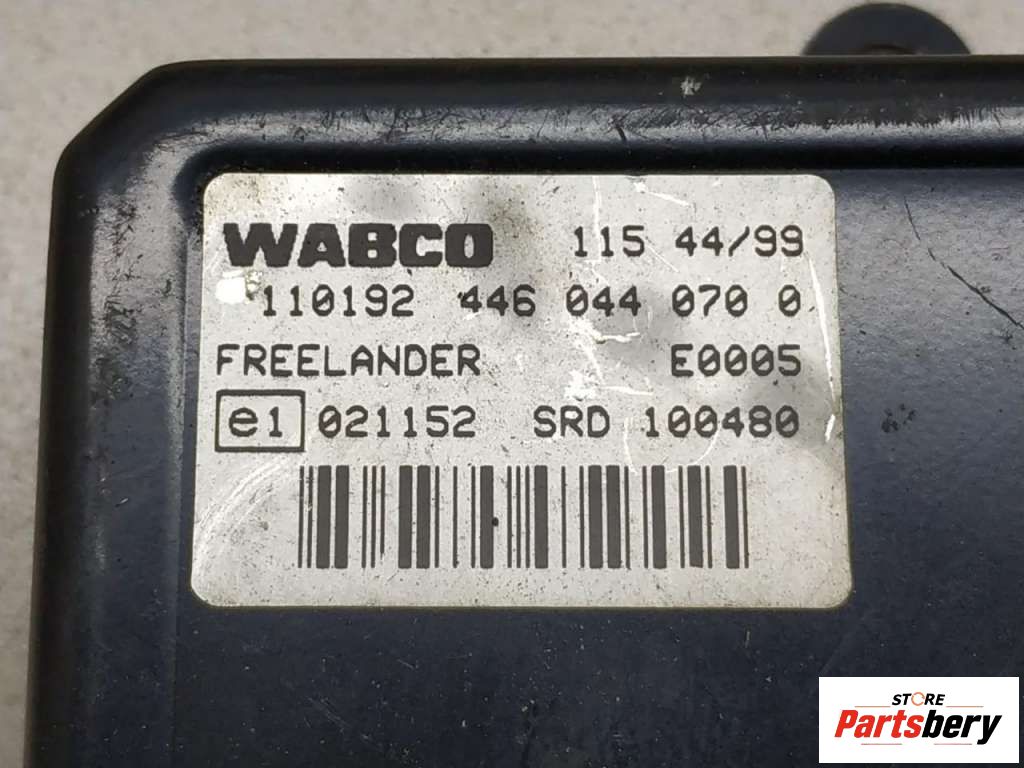 WABCO 115 44/99
110192 446 044 070 0
FREELANDER E0005
e1 021152 SRD 100480
STORE
Partsbery